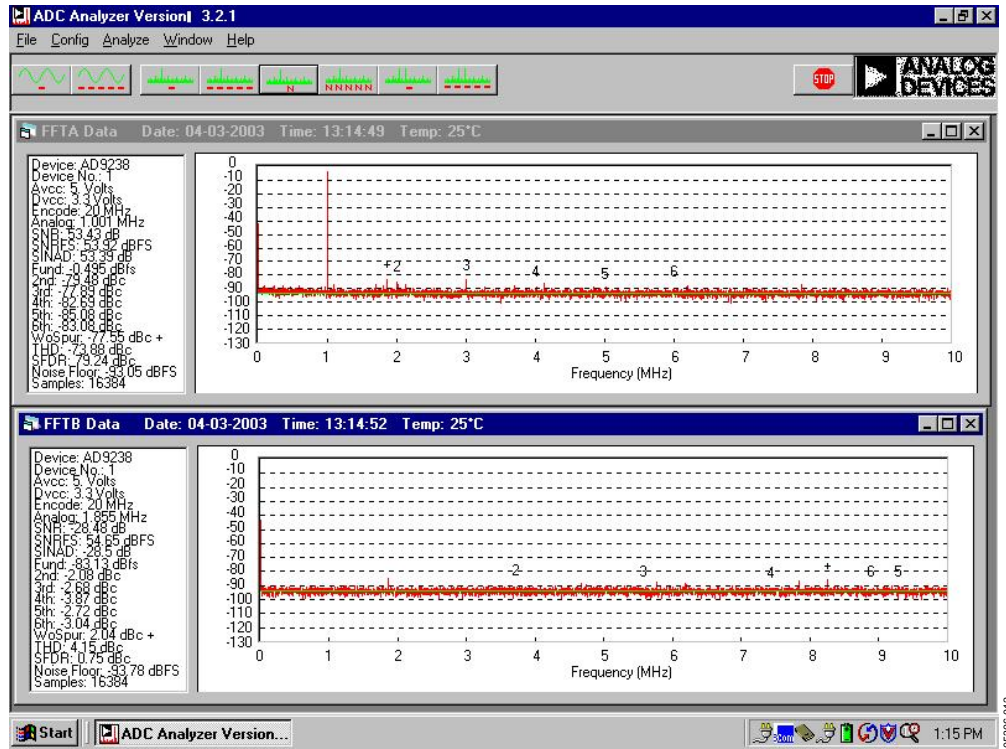 ADC Analyzer Version 3.2.1
File Config Analyze Window Help
N NNNNN
STOP
ANALOG DEVICES
FFTA Data Date: 04-03-2003 Time: 13:14:49 Temp: 25°C
Device: AD9238
Device No.: 1
Avcc: 5. Volts
Dvcc: 3.3 Volts
Encode: 20 MHz
Analog: 1.001 MHz
SNR: 53.43 dB
SNRFS: 53.92 dBFS
SINAD: 53.39 dB
Fund: -0.495 dBfs
2nd: -79.48 dBc
3rd: -77.89 dBc
4th: -82.69 dBc
5th: -85.08 dBc
6th: -83.08 dBc
WoSpur: -77.55 dBc +
THD: -73.88 dBc
SFDR: 79.24 dBc
Noise Floor: -93.05 dBFS
Samples: 16384
0
-10
-20
-30
-40
-50
-60
-70
-80
-90
-100
-110
-120
-130
+2 3 4 5 6
0 1 2 3 4 5 6 7 8 9 10
Frequency (MHz)
FFTB Data Date: 04-03-2003 Time: 13:14:52 Temp: 25°C
Device: AD9238
Device No.: 1
Avcc: 5. Volts
Dvcc: 3.3 Volts
Encode: 20 MHz
Analog: 1.855 MHz
SNR: -28.48 dB
SNRFS: 54.65 dBFS
SINAD: -28.5 dB
Fund: -83.13 dBfs
2nd: -2.08 dBc
3rd: -2.68 dBc
4th: -3.87 dBc
5th: -2.72 dBc
6th: -3.04 dBc
WoSpur: 2.04 dBc +
THD: 4.15 dBc
SFDR: 0.75 dBc
Noise Floor: -93.78 dBFS
Samples: 16384
0
-10
-20
-30
-40
-50
-60
-70
-80
-90
-100
-110
-120
-130
2 3 4 + 6 5
0 1 2 3 4 5 6 7 8 9 10
Frequency (MHz)
Start ADC Analyzer Version... 1:15 PM